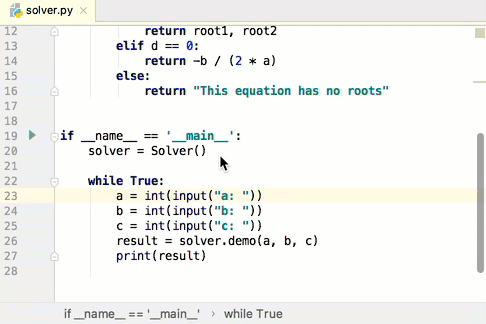 solver.py
12 return root1, root2
13 elif d == 0:
14 return -b / (2 * a)
15 else:
16 return "This equation has no roots"
17
18
19 if __name__ == '__main__':
20 solver = Solver()
21
22 while True:
23 a = int(input("a: "))
24 b = int(input("b: "))
25 c = int(input("c: "))
26 result = solver.demo(a, b, c)
27 print(result)
28
if __name__ == '__main__' › while True